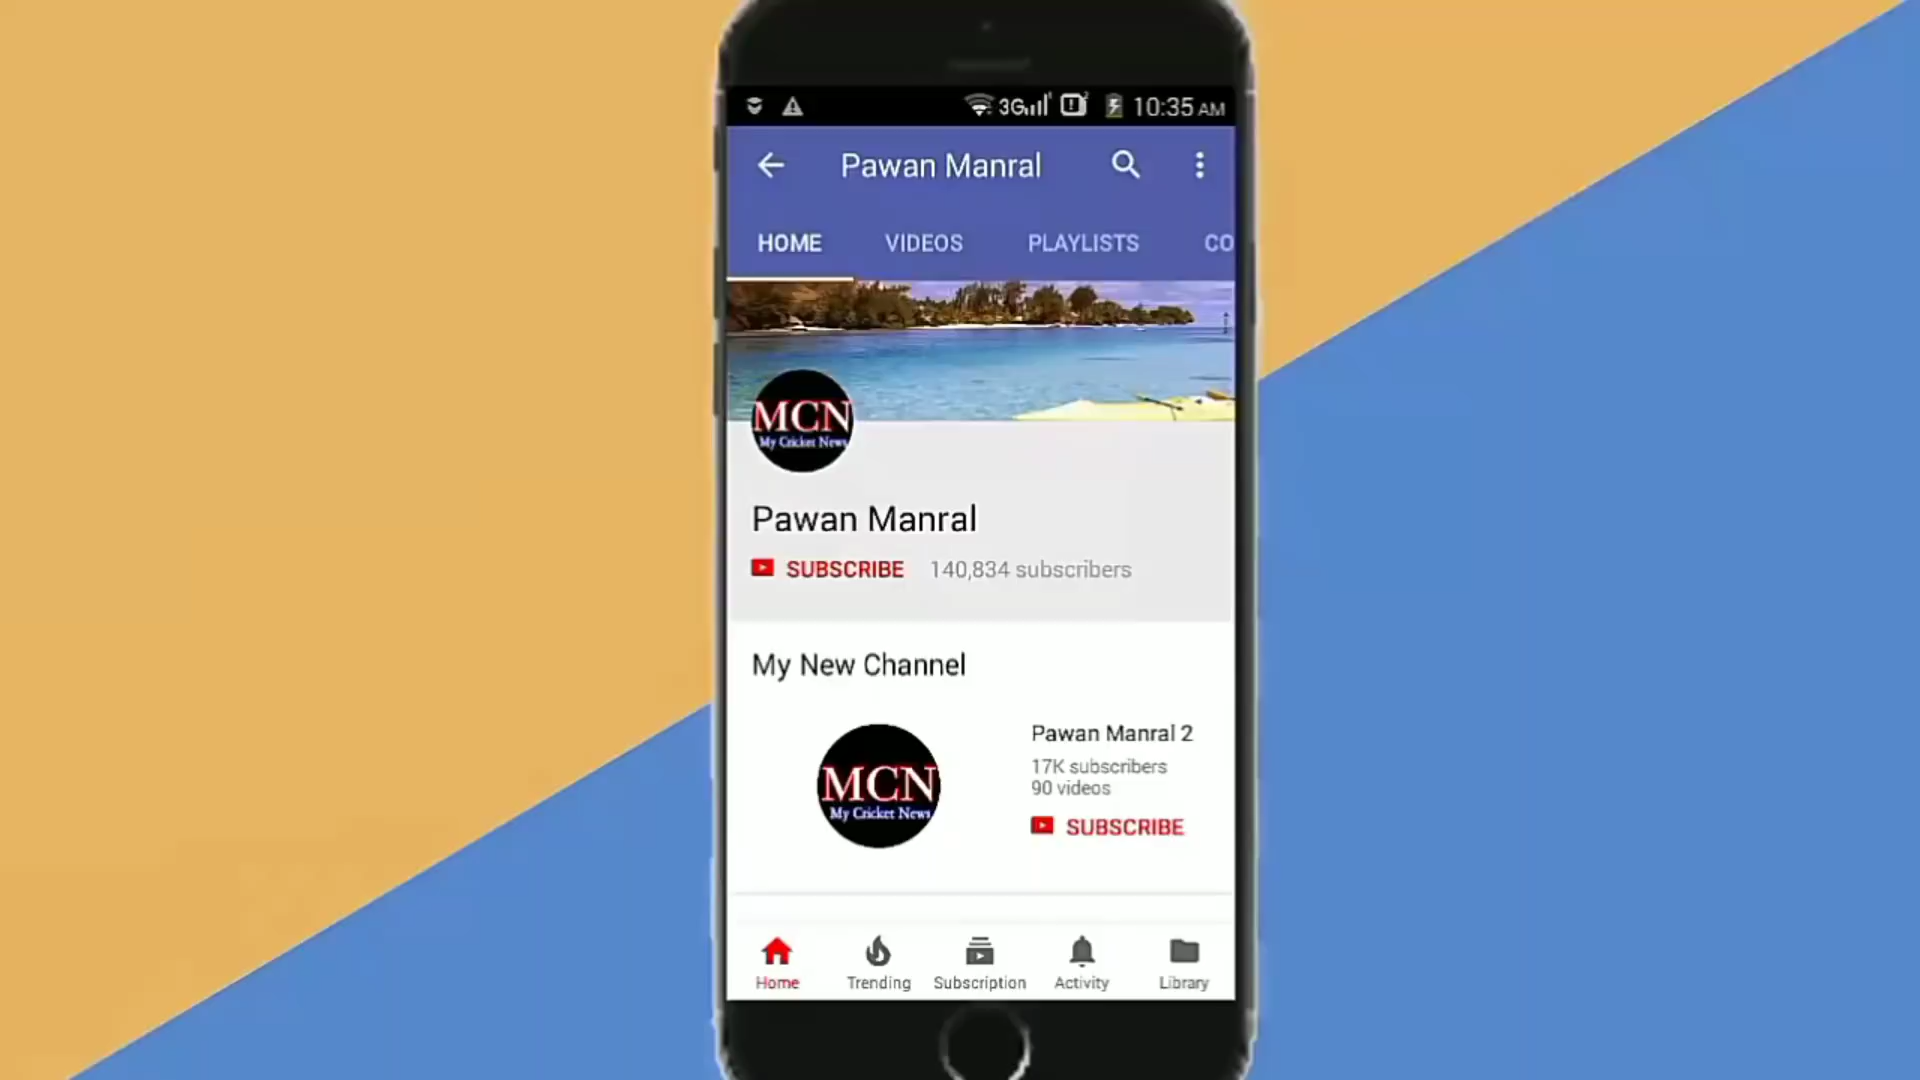 3G 10:35 AM
Pawan Manral
HOME VIDEOS PLAYLISTS CO
MCN
My Cricket News
Pawan Manral
SUBSCRIBE 140,834 subscribers
My New Channel
MCN
My Cricket News
Pawan Manral 2
17K subscribers
90 videos
SUBSCRIBE
Home Trending Subscription Activity Library